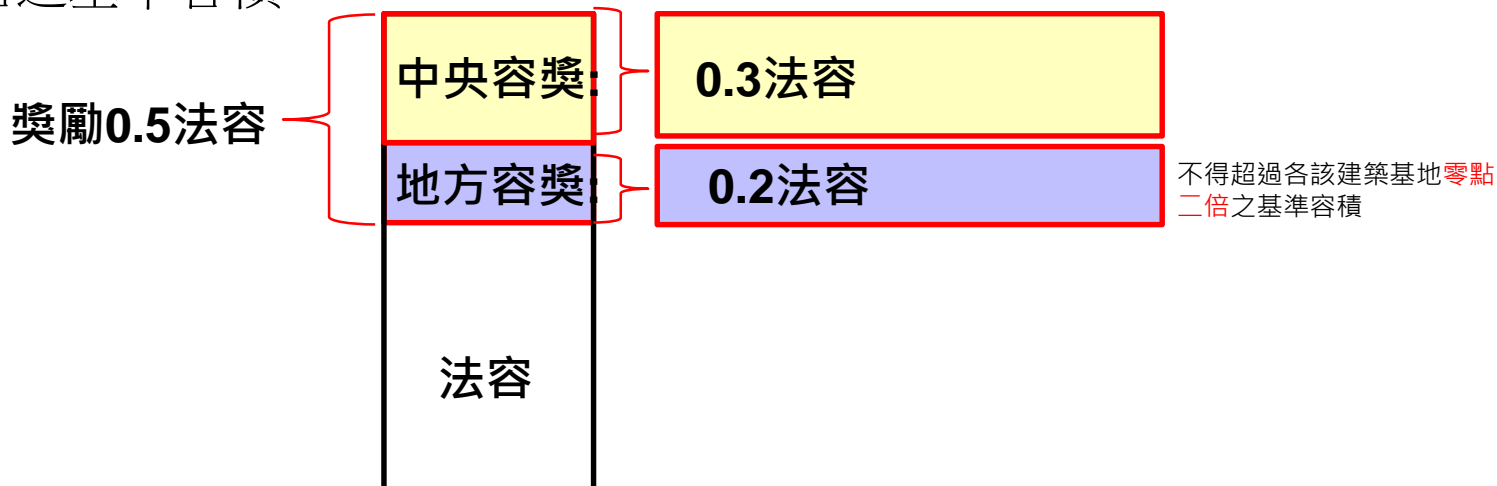 中央容獎:
0.3法容
獎勵0.5法容
地方容獎:
0.2法容
不得超過各該建築基地零點
二倍之基準容積
法容